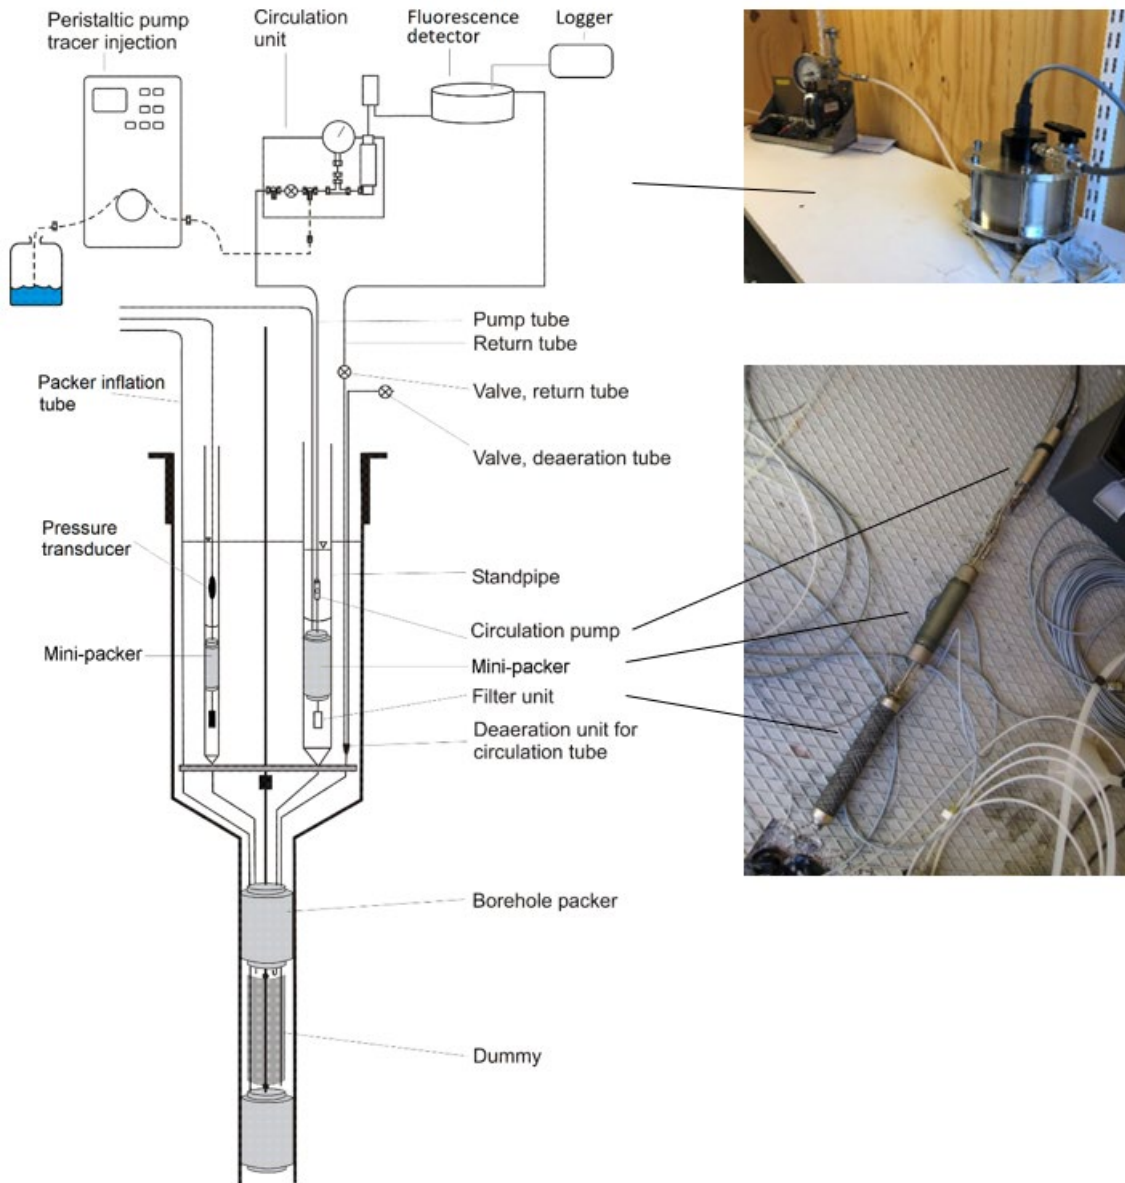 Peristaltic pump
tracer injection
Circulation
unit
Fluorescence
detector
Logger
Pump tube
Return tube
Packer inflation
tube
Valve, return tube
Valve, deaeration tube
Pressure
transducer
Standpipe
Circulation pump
Mini-packer
Mini-packer
Filter unit
Deaeration unit for
circulation tube
Borehole packer
Dummy